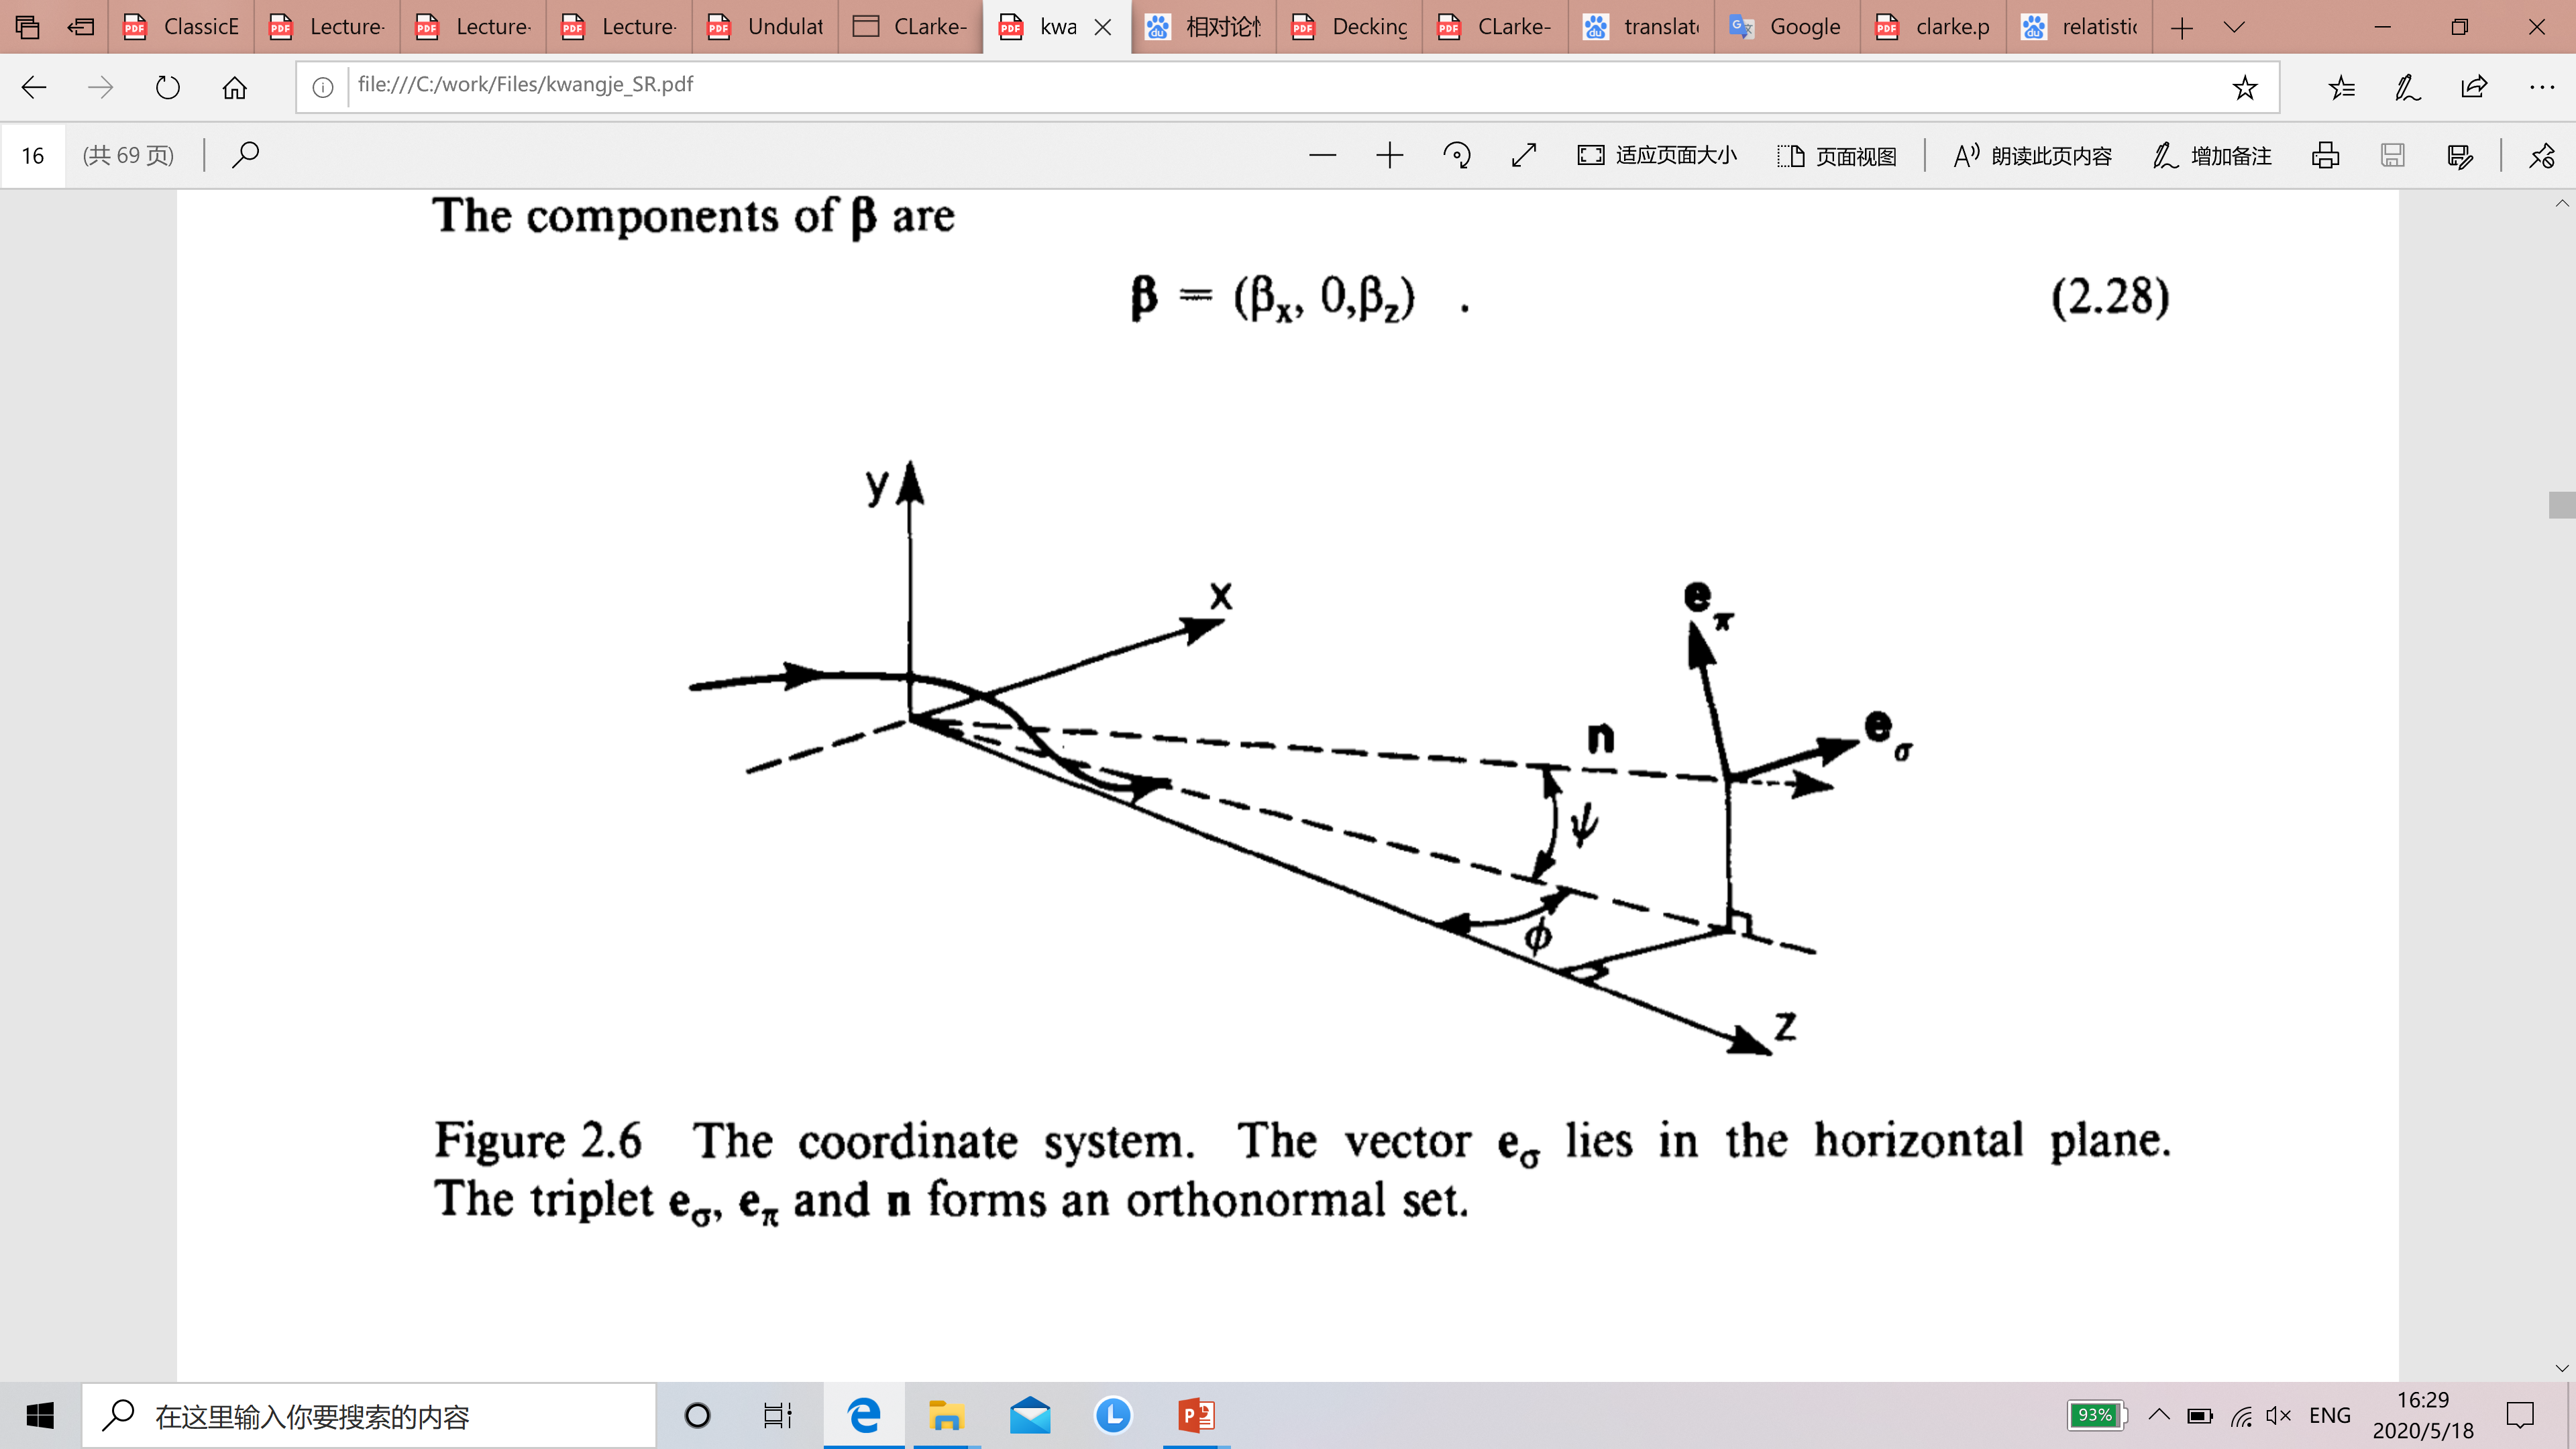 ClassicE
Lecture-
Lecture-
Lecture-
Undulat
CLarke-
kwa
相对论性
Decking
CLarke-
translat
Google
clarke.p
relatistic
file:///C:/work/Files/kwangje_SR.pdf
16 (共 69 页)
适应页面大小
页面视图
朗读此页内容
增加备注
The components of β are
β = (βx, 0,βz) . (2.28)
y
x
eπ
n
eσ
ψ
ϕ
z
Figure 2.6 The coordinate system. The vector eσ lies in the horizontal plane.
The triplet eσ, eπ and n forms an orthonormal set.
在这里输入你要搜索的内容
93%
ENG
16:29
2020/5/18